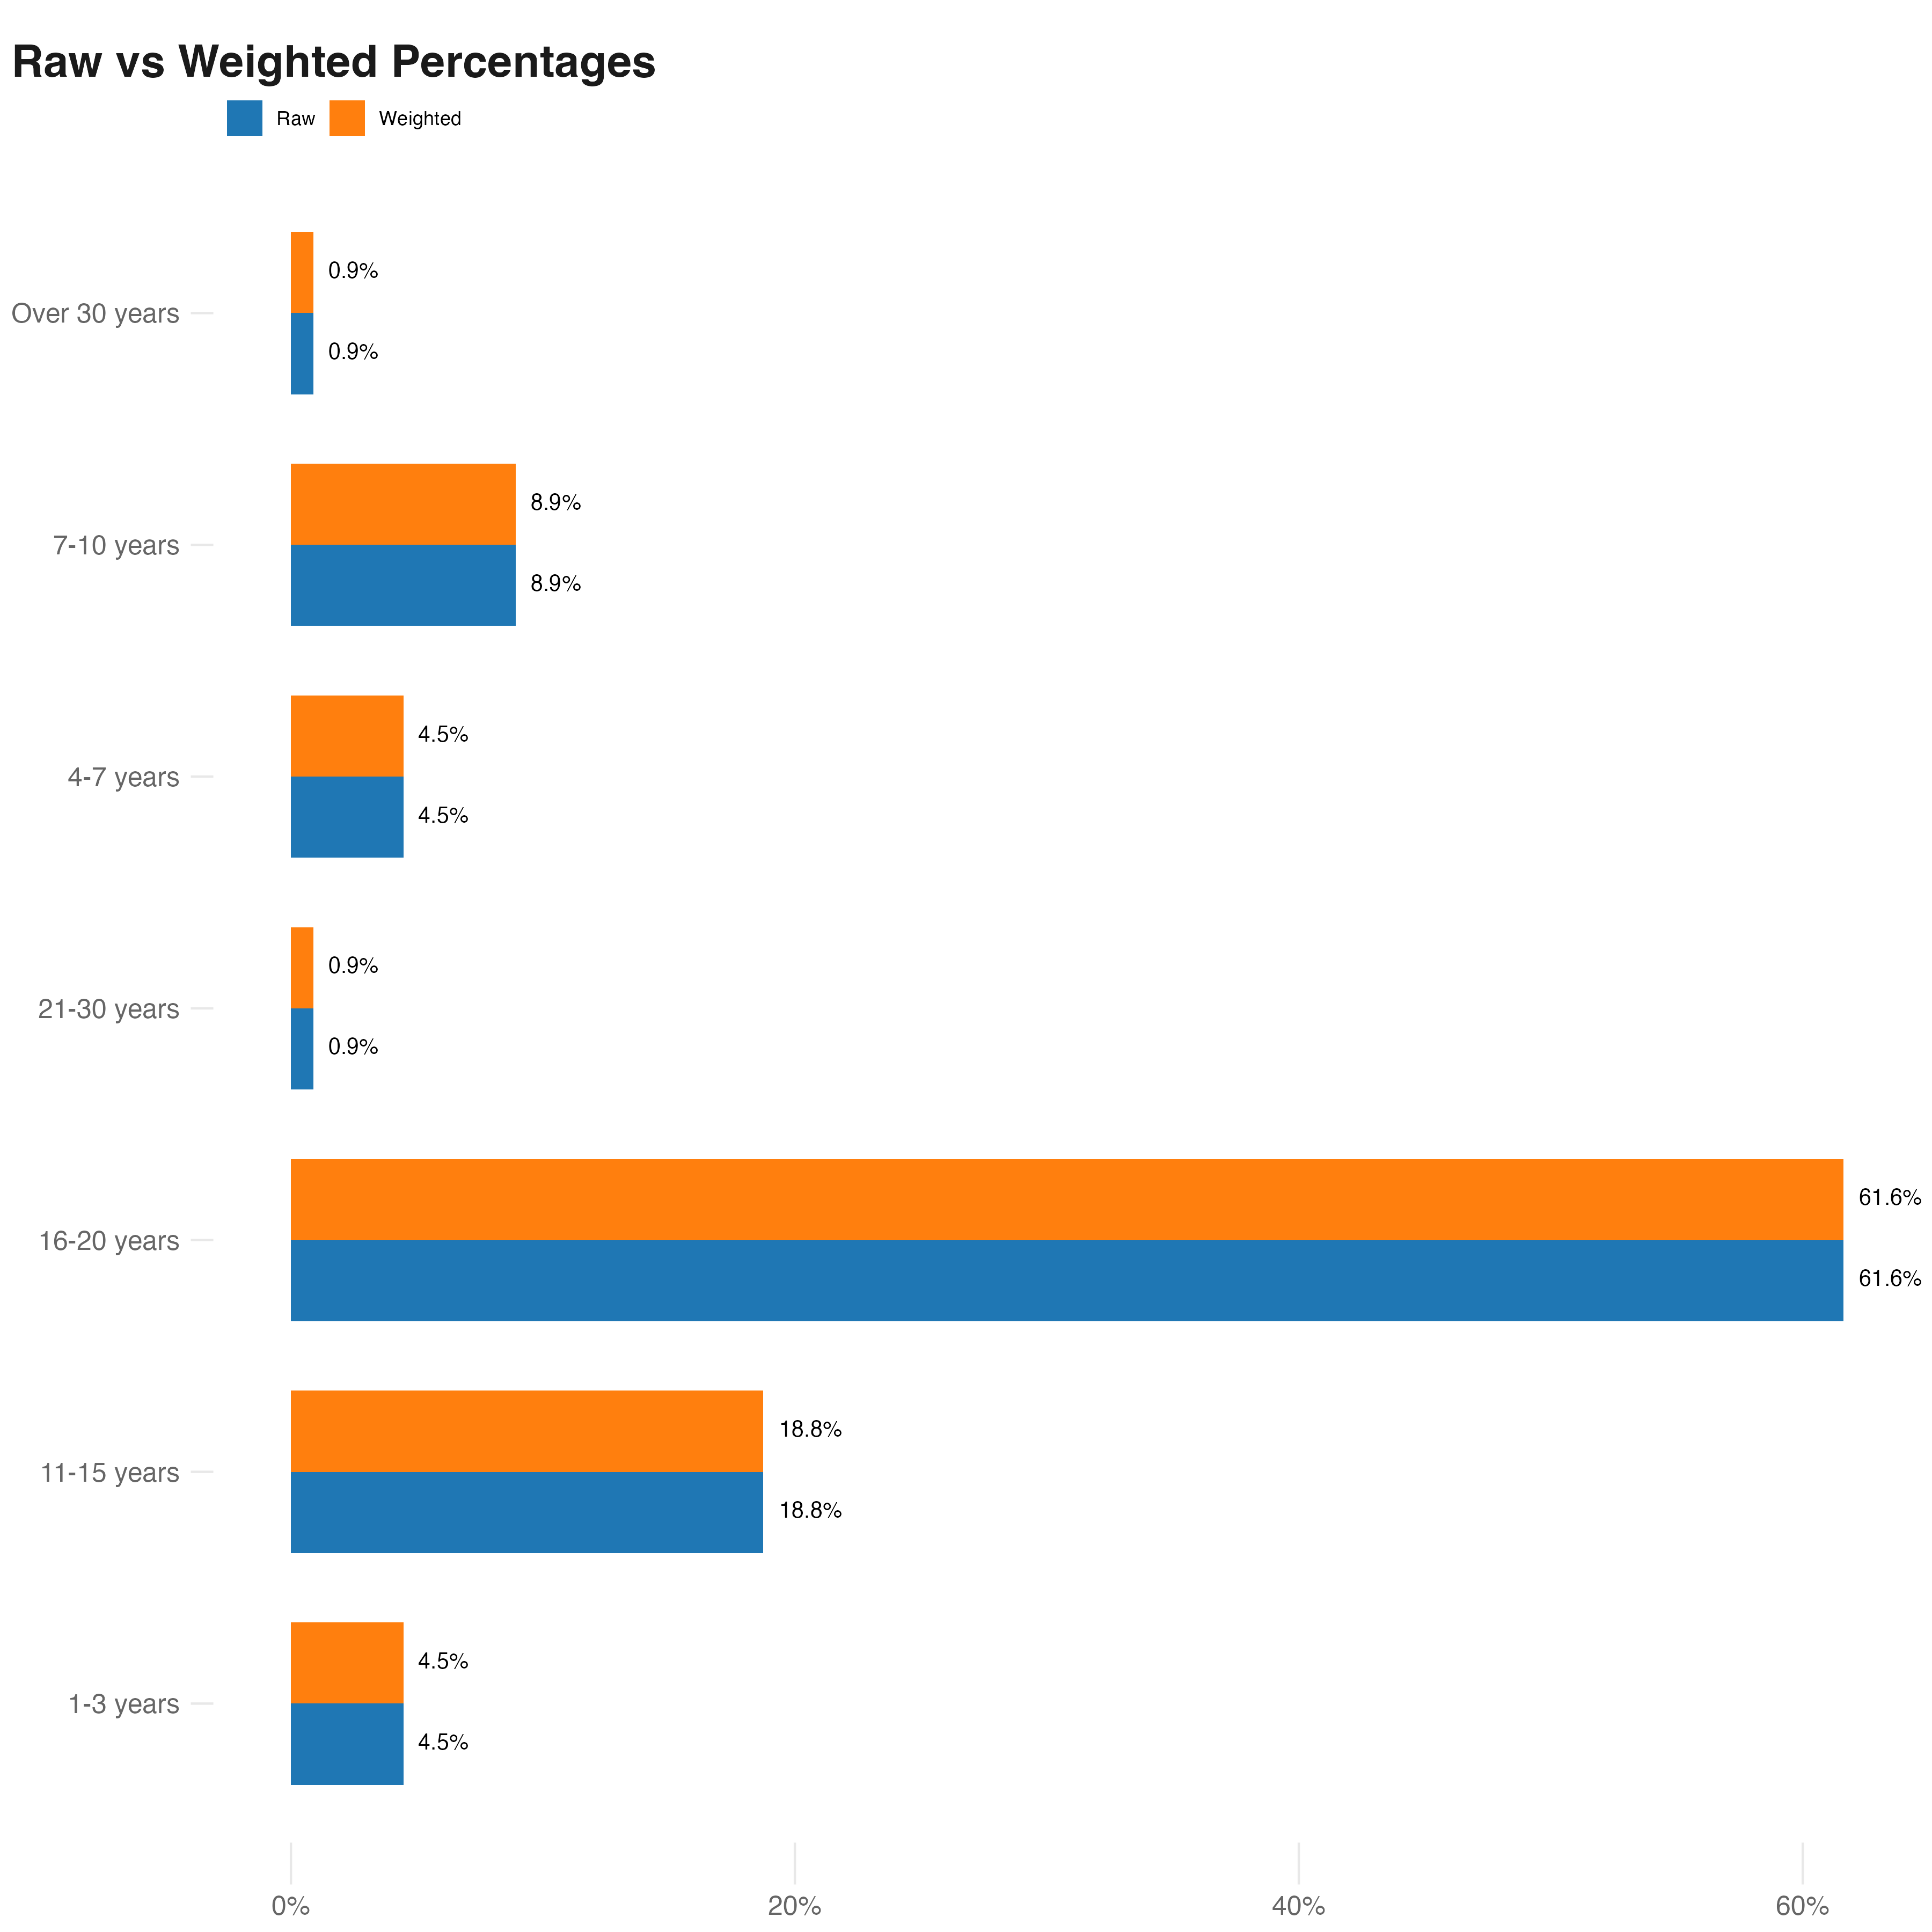 Raw vs Weighted Percentages
Raw Weighted
Over 30 years
0.9%
0.9%
7-10 years
8.9%
8.9%
4-7 years
4.5%
4.5%
21-30 years
0.9%
0.9%
16-20 years
61.6%
61.6%
11-15 years
18.8%
18.8%
1-3 years
4.5%
4.5%
0% 20% 40% 60%